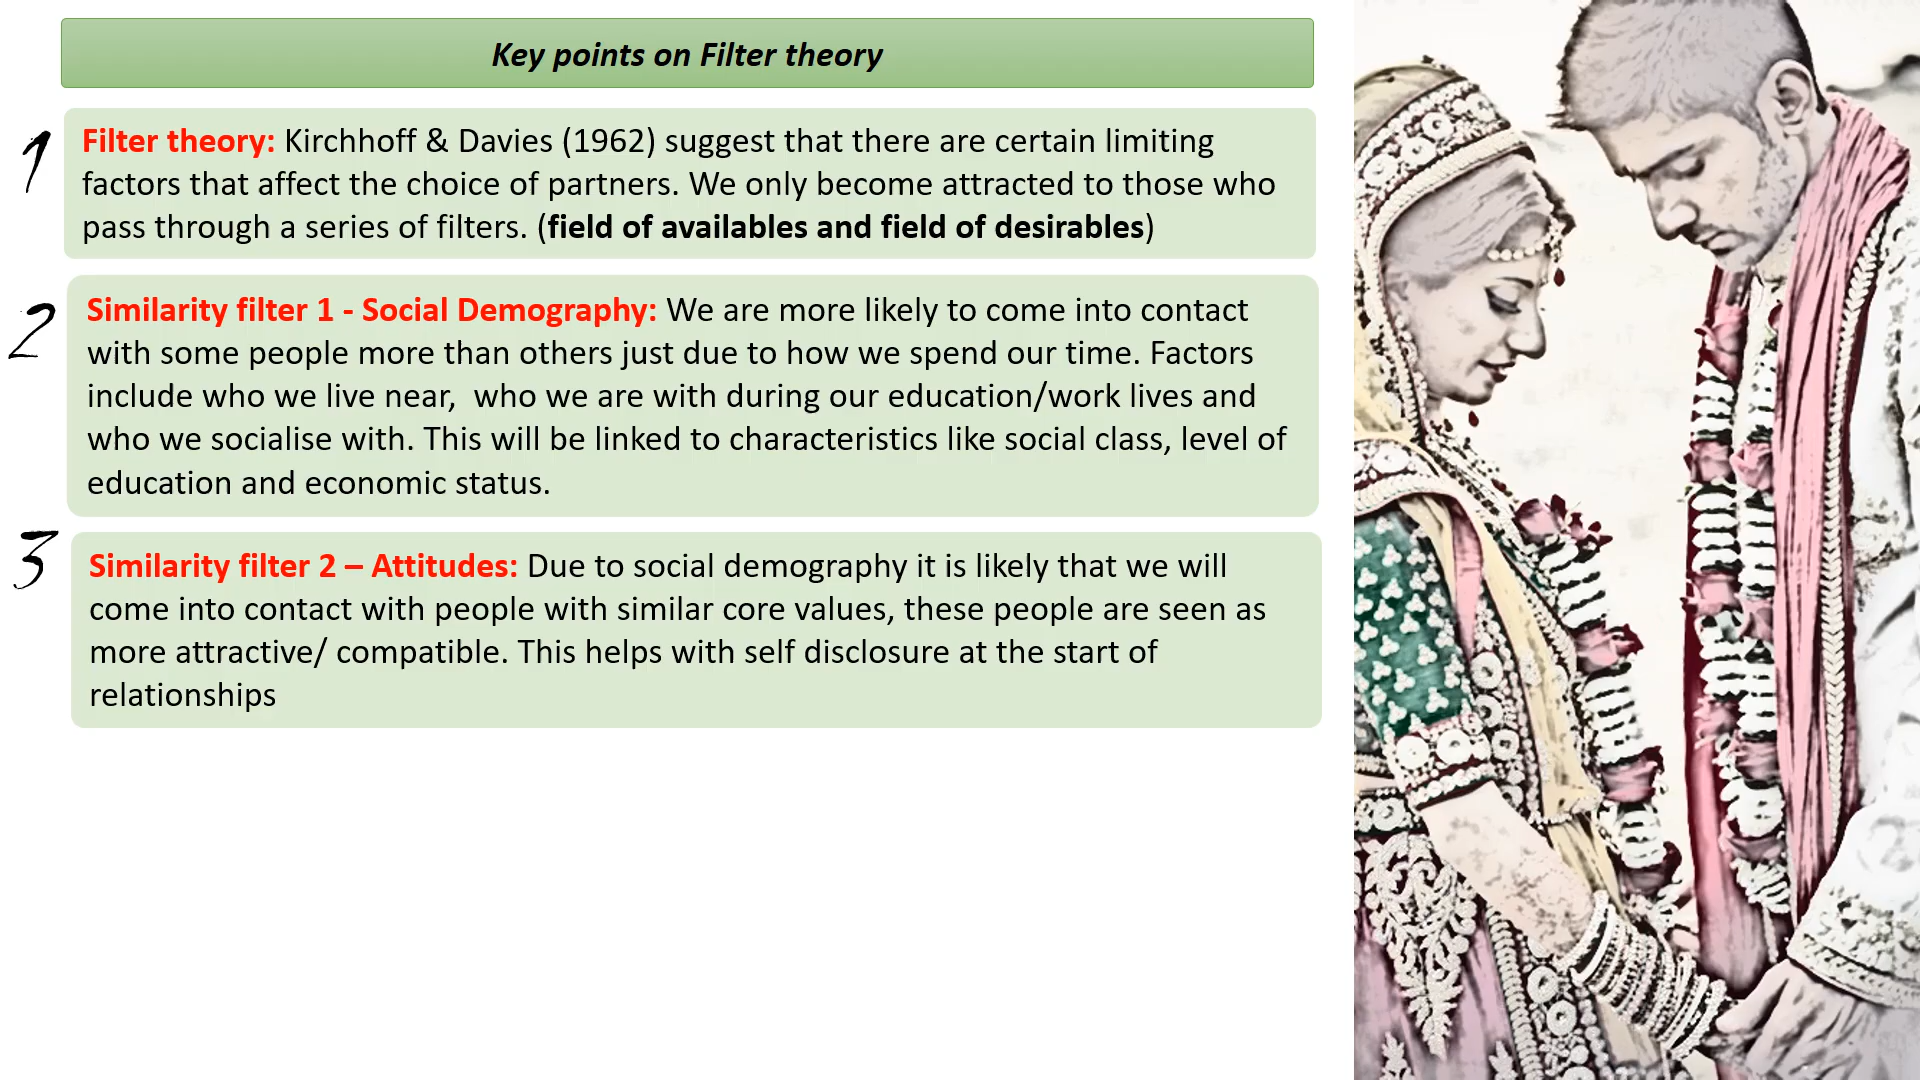 Key points on Filter theory
1
Filter theory: Kirchhoff & Davies (1962) suggest that there are certain limiting
factors that affect the choice of partners. We only become attracted to those who
pass through a series of filters. (field of availables and field of desirables)
2
Similarity filter 1 - Social Demography: We are more likely to come into contact
with some people more than others just due to how we spend our time. Factors
include who we live near,  who we are with during our education/work lives and
who we socialise with. This will be linked to characteristics like social class, level of
education and economic status.
3
Similarity filter 2 – Attitudes: Due to social demography it is likely that we will
come into contact with people with similar core values, these people are seen as
more attractive/ compatible. This helps with self disclosure at the start of
relationships